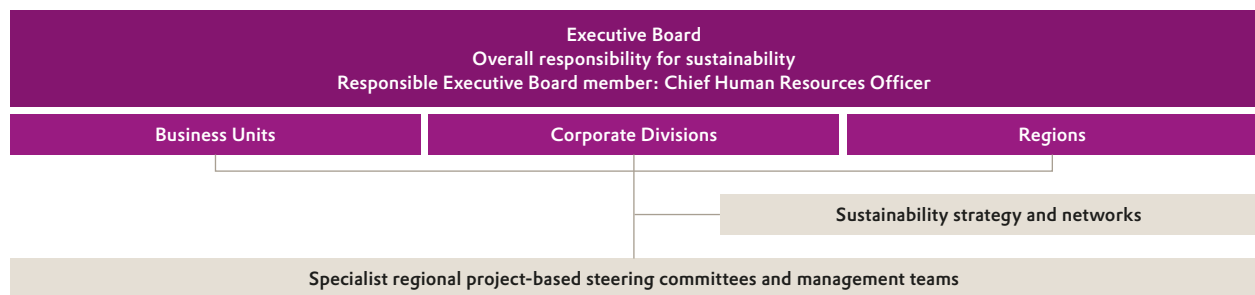 Executive Board
Overall responsibility for sustainability
Responsible Executive Board member: Chief Human Resources Officer
Business Units
Corporate Divisions
Regions
Sustainability strategy and networks
Specialist regional project-based steering committees and management teams